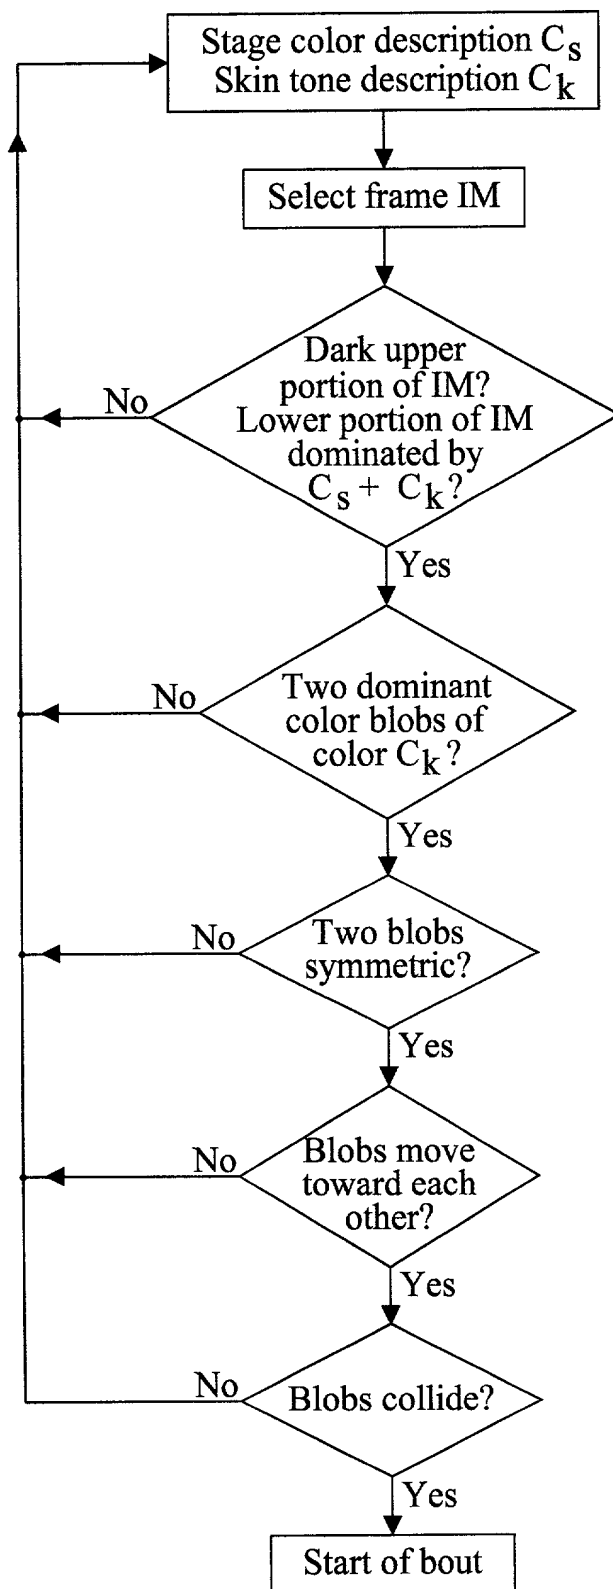 Stage color description Cs
Skin tone description Ck
Select frame IM
Dark upper
portion of IM?
Lower portion of IM
dominated by
Cs + Ck?
No
Yes
Two dominant
color blobs of
color Ck?
No
Yes
Two blobs
symmetric?
No
Yes
Blobs move
toward each
other?
No
Yes
Blobs collide?
No
Yes
Start of bout